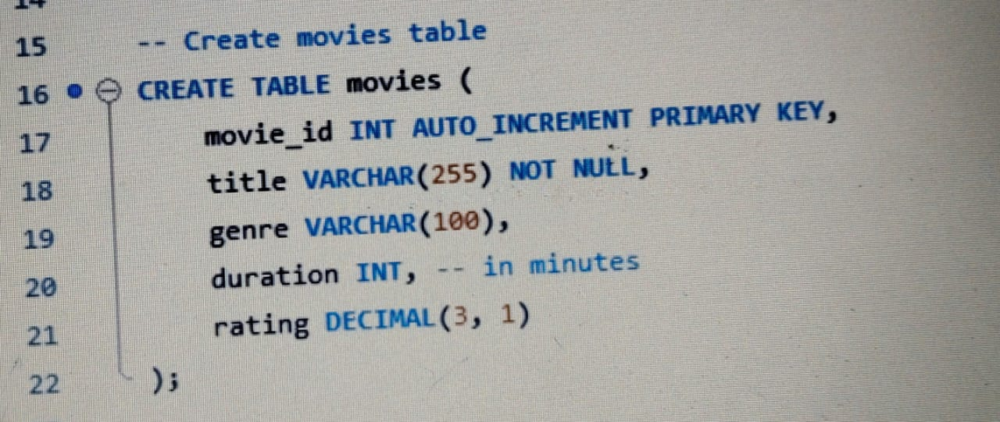 15 -- Create movies table
16 CREATE TABLE movies (
17 movie_id INT AUTO_INCREMENT PRIMARY KEY,
18 title VARCHAR(255) NOT NULL,
19 genre VARCHAR(100),
20 duration INT, -- in minutes
21 rating DECIMAL(3, 1)
22 );